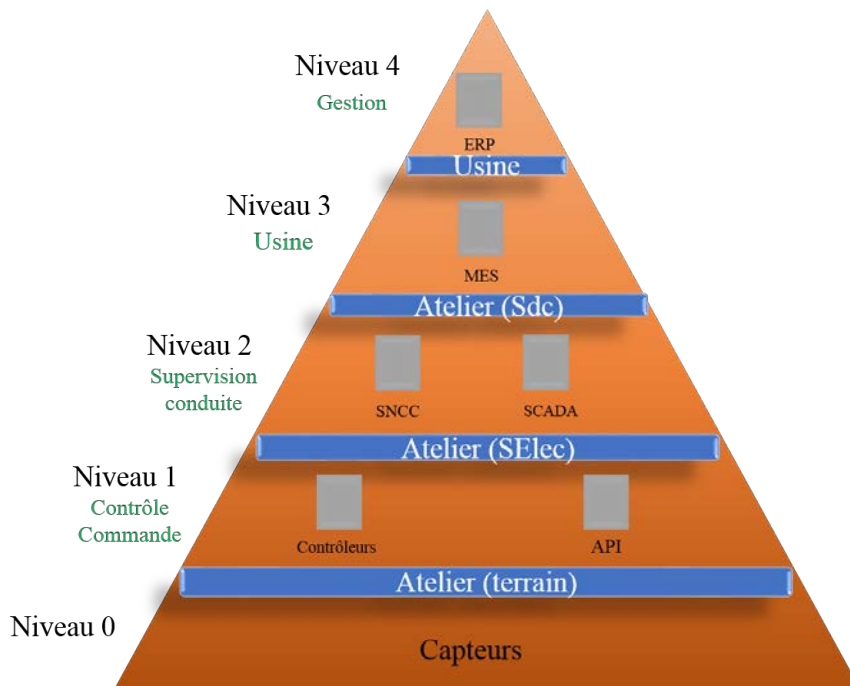 Niveau 4
Gestion
ERP
Usine
Niveau 3
Usine
MES
Atelier (Sdc)
Niveau 2
Supervision
conduite
SNCC
SCADA
Atelier (SElec)
Niveau 1
Contrôle
Commande
Contrôleurs
API
Atelier (terrain)
Niveau 0
Capteurs